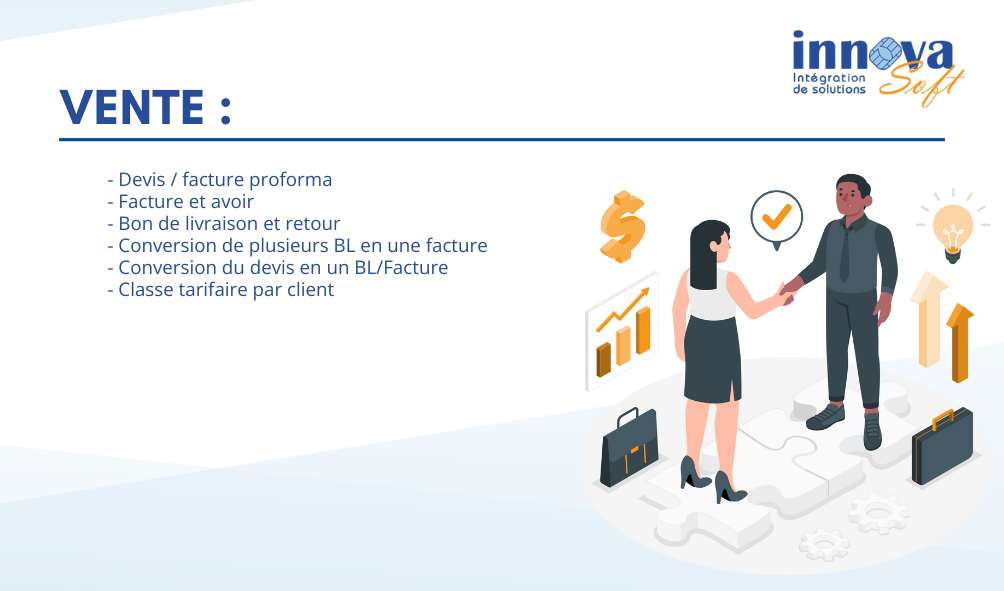 innova
Intégration
de solutions
Soft
VENTE :
- Devis / facture proforma
- Facture et avoir
- Bon de livraison et retour
- Conversion de plusieurs BL en une facture
- Conversion du devis en un BL/Facture
- Classe tarifaire par client
$